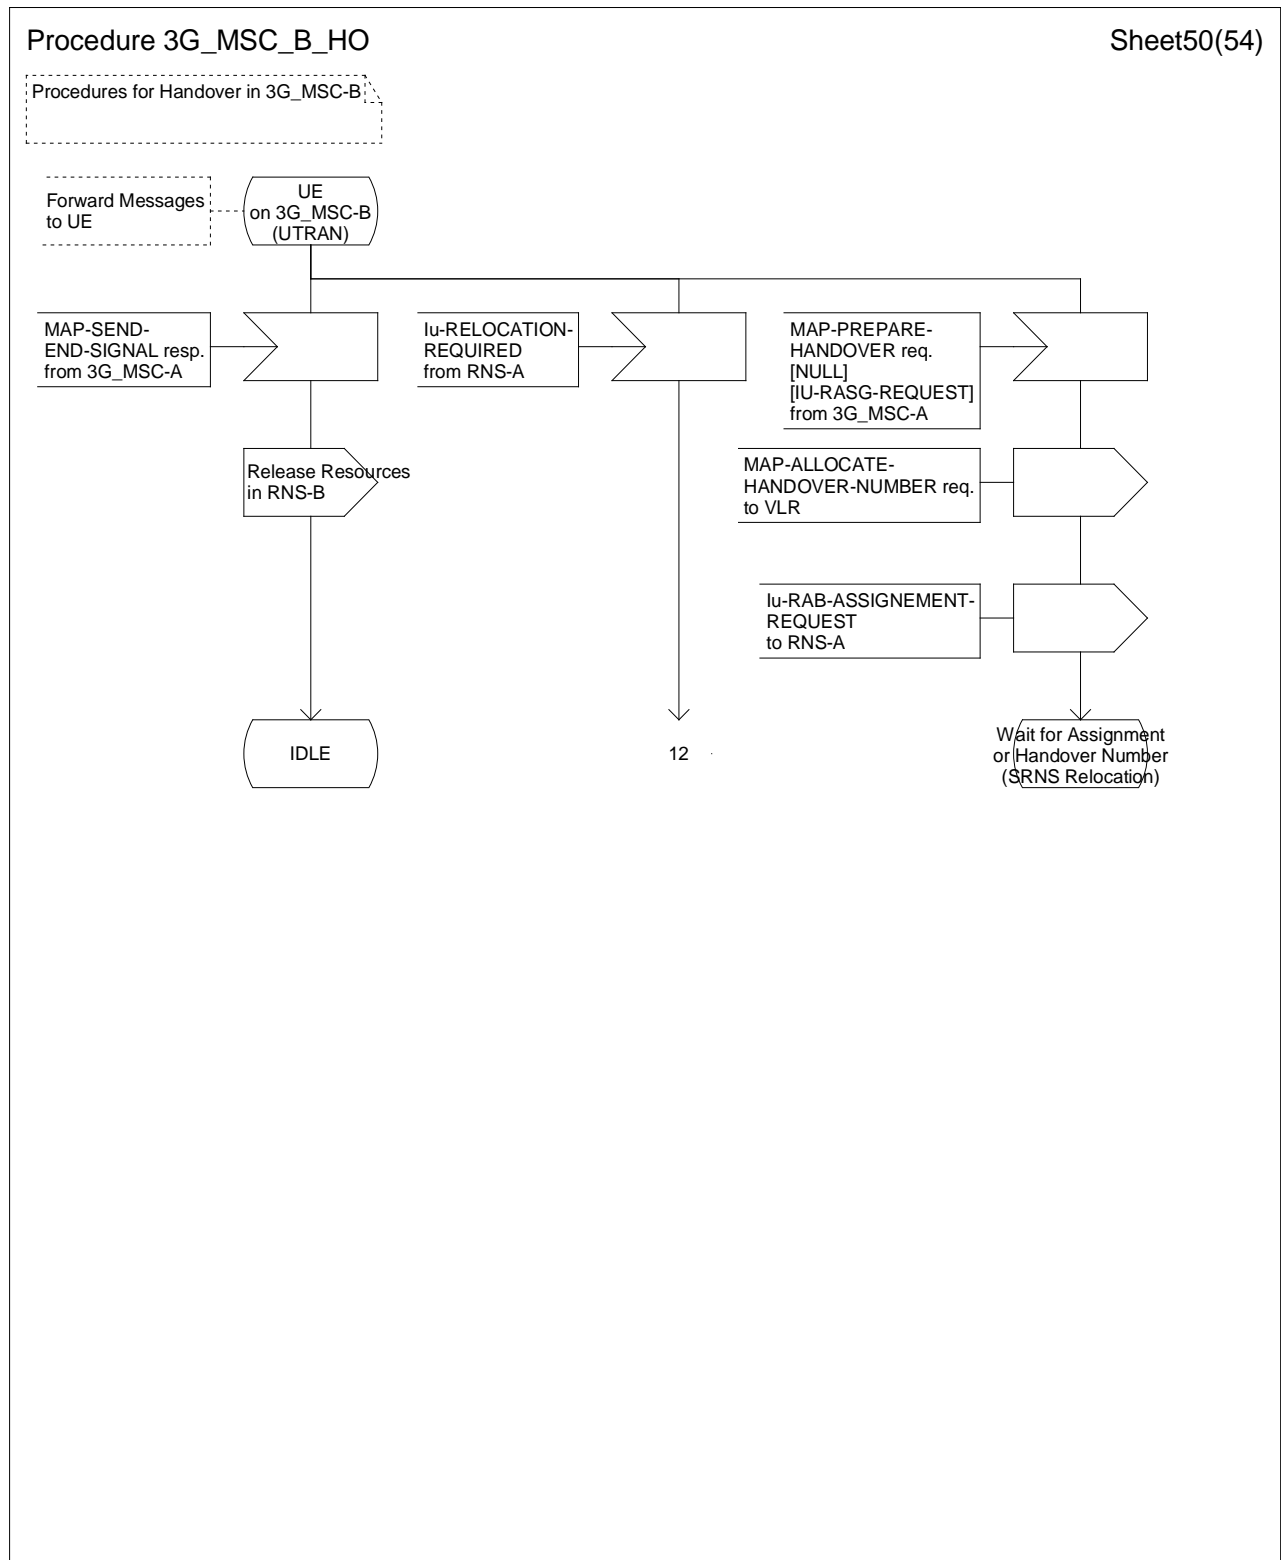 Procedure 3G_MSC_B_HO
Sheet50(54)
Procedures for Handover in 3G_MSC-B
Forward Messages
to UE
UE
on 3G_MSC-B
(UTRAN)
MAP-SEND-
END-SIGNAL resp.
from 3G_MSC-A
Iu-RELOCATION-
REQUIRED
from RNS-A
MAP-PREPARE-
HANDOVER req.
[NULL]
[IU-RASG-REQUEST]
from 3G_MSC-A
Release Resources
in RNS-B
MAP-ALLOCATE-
HANDOVER-NUMBER req.
to VLR
Iu-RAB-ASSIGNEMENT-
REQUEST
to RNS-A
IDLE
12
Wait for Assignment
or Handover Number
(SRNS Relocation)